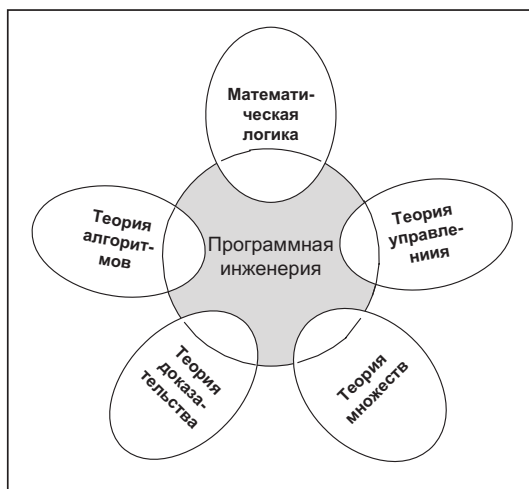 Математи-
ческая
логика
Теория
алгорит-
мов
Программная
инженерия
Теория
управле-
ниия
Теория
доказа-
тельства
Теория
множеств